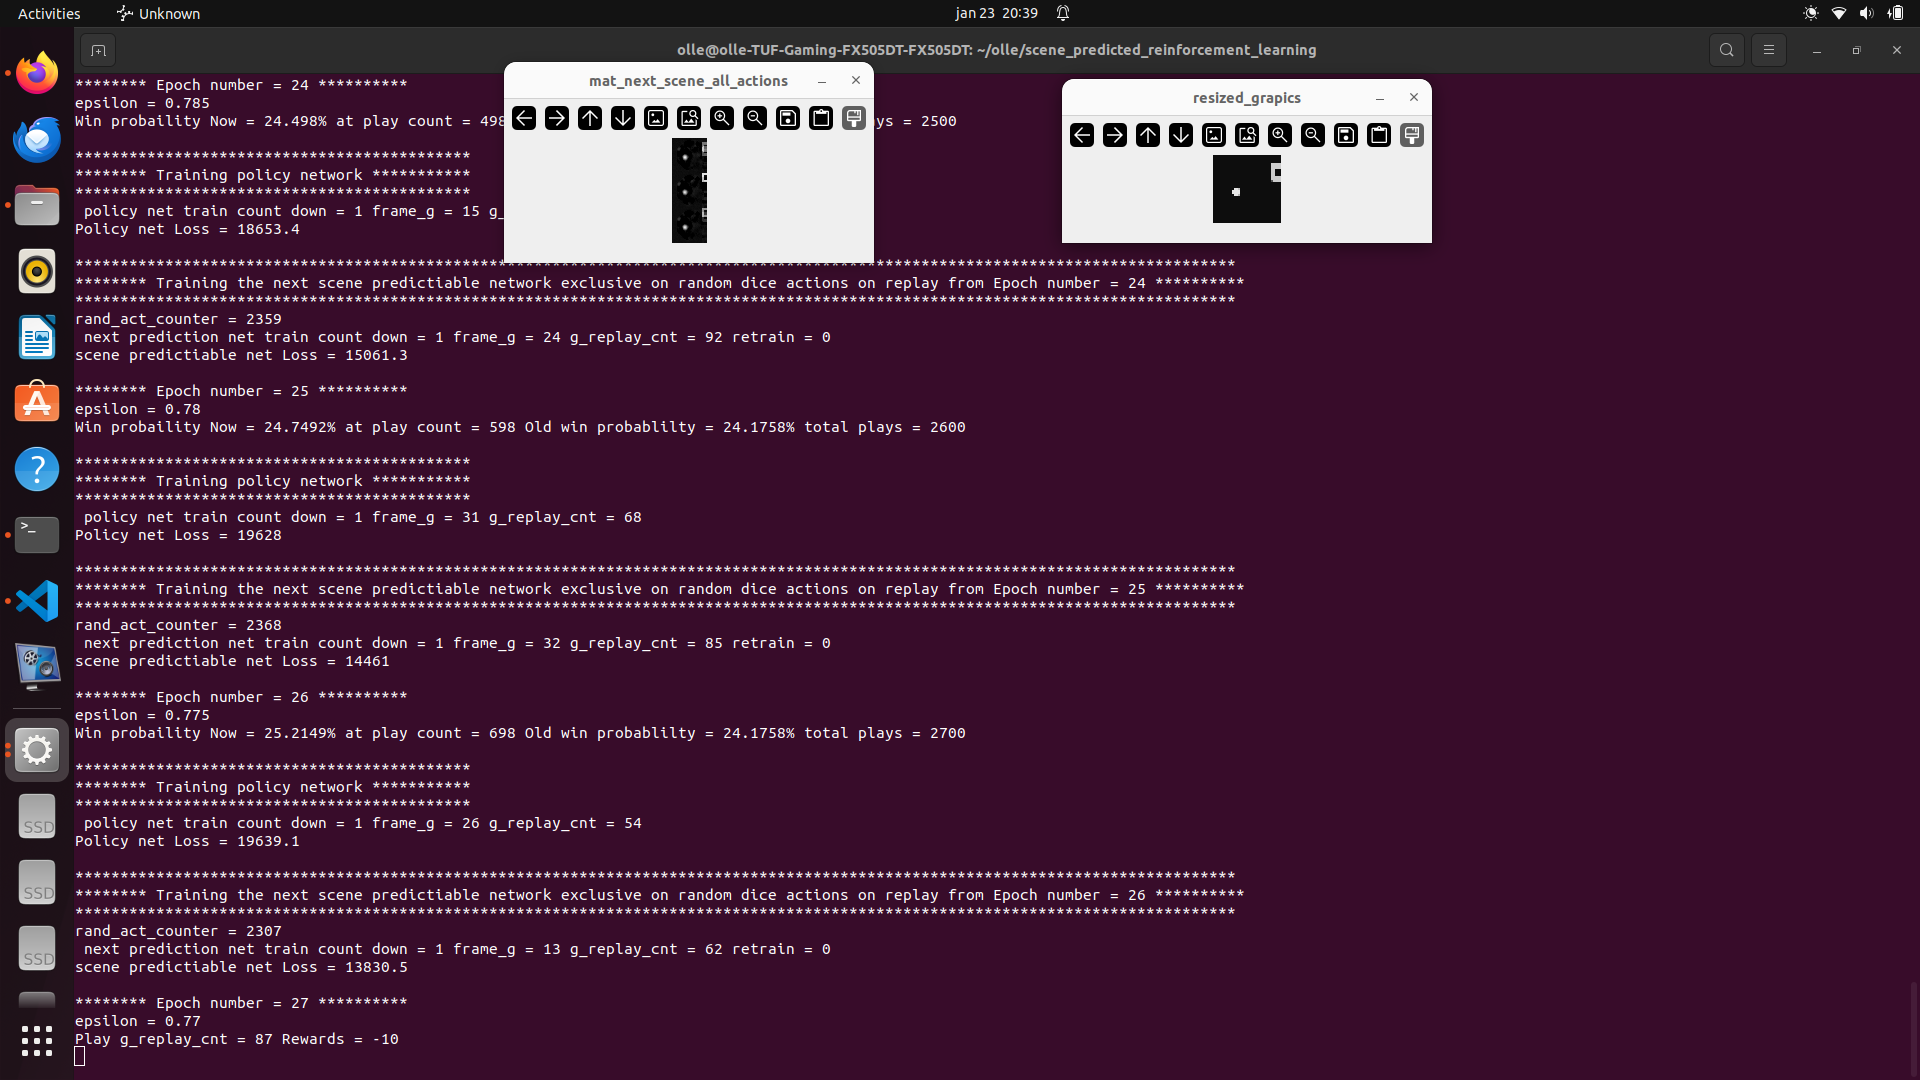 Activities
Unknown
jan 23 20:39
olle@olle-TUF-Gaming-FX505DT-FX505DT: ~/olle/scene_predicted_reinforcement_learning
mat_next_scene_all_actions
resized_grapics
******** Epoch number = 24 **********
epsilon = 0.785
Win probaility Now = 24.498% at play count = 498 ys = 2500
********************************************
******** Training policy network ***********
********************************************
policy net train count down = 1 frame_g = 15 g_
Policy net Loss = 18653.4
*********************************************************************************************************************************
******** Training the next scene predictiable network exclusive on random dice actions on replay from Epoch number = 24 **********
*********************************************************************************************************************************
rand_act_counter = 2359
next prediction net train count down = 1 frame_g = 24 g_replay_cnt = 92 retrain = 0
scene predictiable net Loss = 15061.3
******** Epoch number = 25 **********
epsilon = 0.78
Win probaility Now = 24.7492% at play count = 598 Old win probablilty = 24.1758% total plays = 2600
********************************************
******** Training policy network ***********
********************************************
policy net train count down = 1 frame_g = 31 g_replay_cnt = 68
Policy net Loss = 19628
*********************************************************************************************************************************
******** Training the next scene predictiable network exclusive on random dice actions on replay from Epoch number = 25 **********
*********************************************************************************************************************************
rand_act_counter = 2368
next prediction net train count down = 1 frame_g = 32 g_replay_cnt = 85 retrain = 0
scene predictiable net Loss = 14461
******** Epoch number = 26 **********
epsilon = 0.775
Win probaility Now = 25.2149% at play count = 698 Old win probablilty = 24.1758% total plays = 2700
********************************************
******** Training policy network ***********
********************************************
policy net train count down = 1 frame_g = 26 g_replay_cnt = 54
Policy net Loss = 19639.1
*********************************************************************************************************************************
******** Training the next scene predictiable network exclusive on random dice actions on replay from Epoch number = 26 **********
*********************************************************************************************************************************
rand_act_counter = 2307
next prediction net train count down = 1 frame_g = 13 g_replay_cnt = 62 retrain = 0
scene predictiable net Loss = 13830.5
******** Epoch number = 27 **********
epsilon = 0.77
Play g_replay_cnt = 87 Rewards = -10
SSD
SSD
SSD